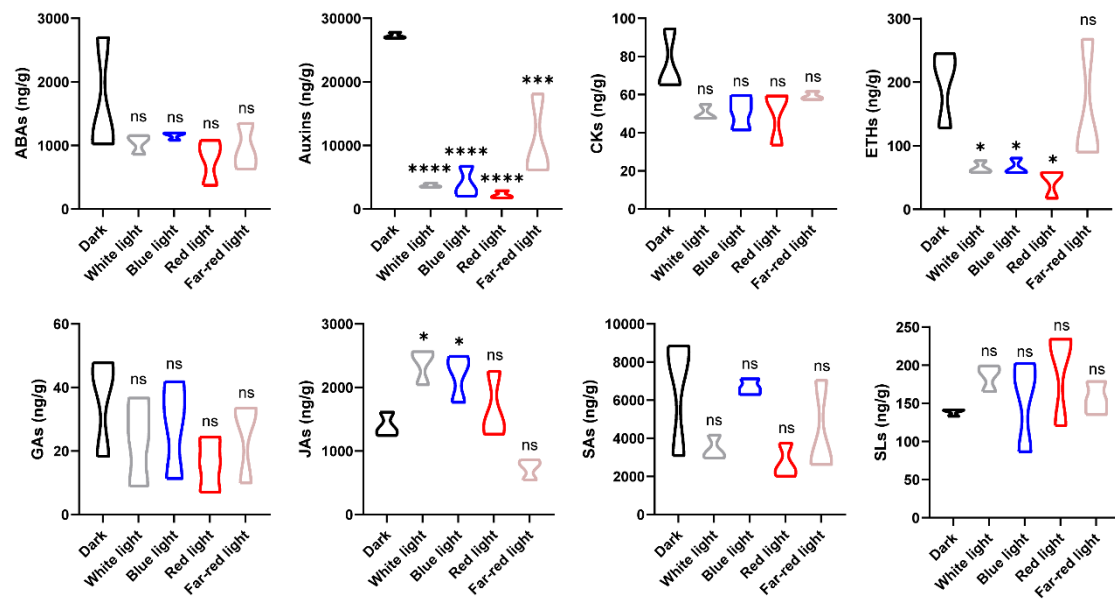 ABAs (ng/g)
3000
2000
1000
0
ns
ns
ns
ns
Dark
White light
Blue light
Red light
Far-red light
Auxins (ng/g)
30000
20000
10000
0
****
****
****
***
Dark
White light
Blue light
Red light
Far-red light
CKs (ng/g)
100
80
60
40
20
0
ns
ns
ns
ns
Dark
White light
Blue light
Red light
Far-red light
ETHs (ng/g)
300
200
100
0
*
*
*
ns
Dark
White light
Blue light
Red light
Far-red light
GAs (ng/g)
60
40
20
0
ns
ns
ns
ns
Dark
White light
Blue light
Red light
Far-red light
JAs (ng/g)
3000
2000
1000
0
*
*
ns
ns
Dark
White light
Blue light
Red light
Far-red light
SAs (ng/g)
10000
8000
6000
4000
2000
0
ns
ns
ns
ns
Dark
White light
Blue light
Red light
Far-red light
SLs (ng/g)
250
200
150
100
50
0
ns
ns
ns
ns
Dark
White light
Blue light
Red light
Far-red light